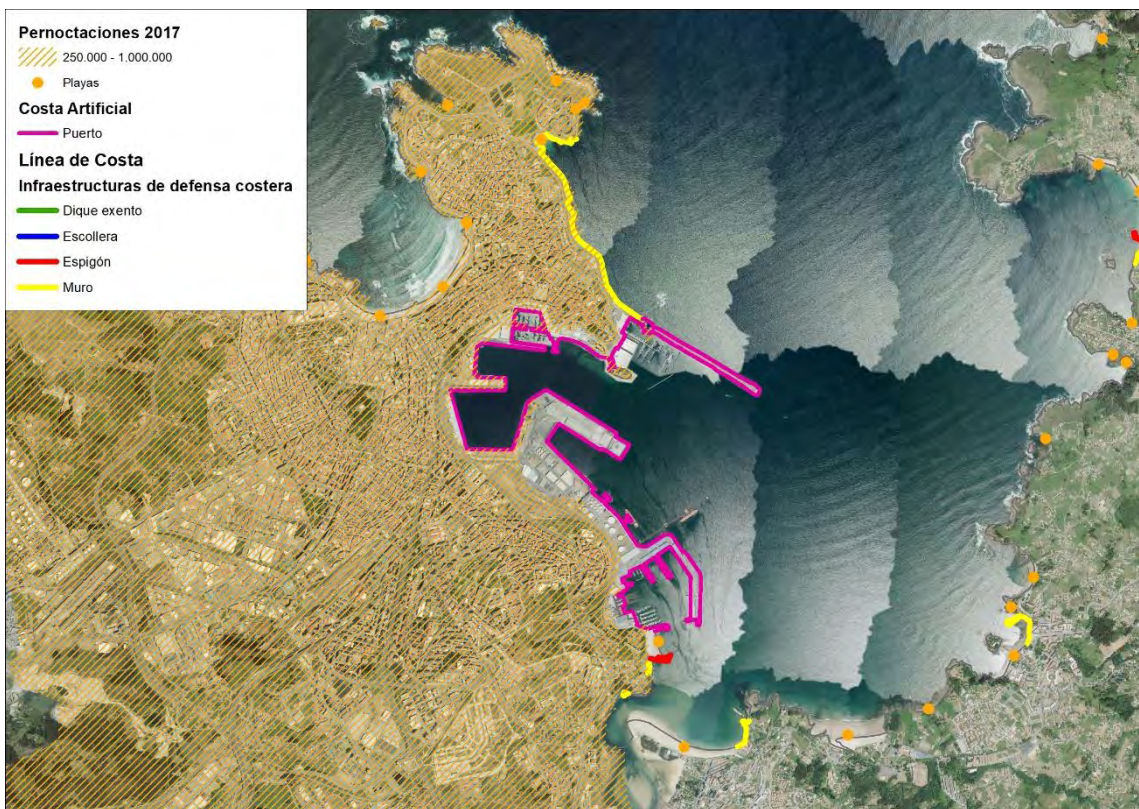 Pernoctaciones 2017
250.000 - 1.000.000
Playas
Costa Artificial
Puerto
Línea de Costa
Infraestructuras de defensa costera
Dique exento
Escollera
Espigón
Muro